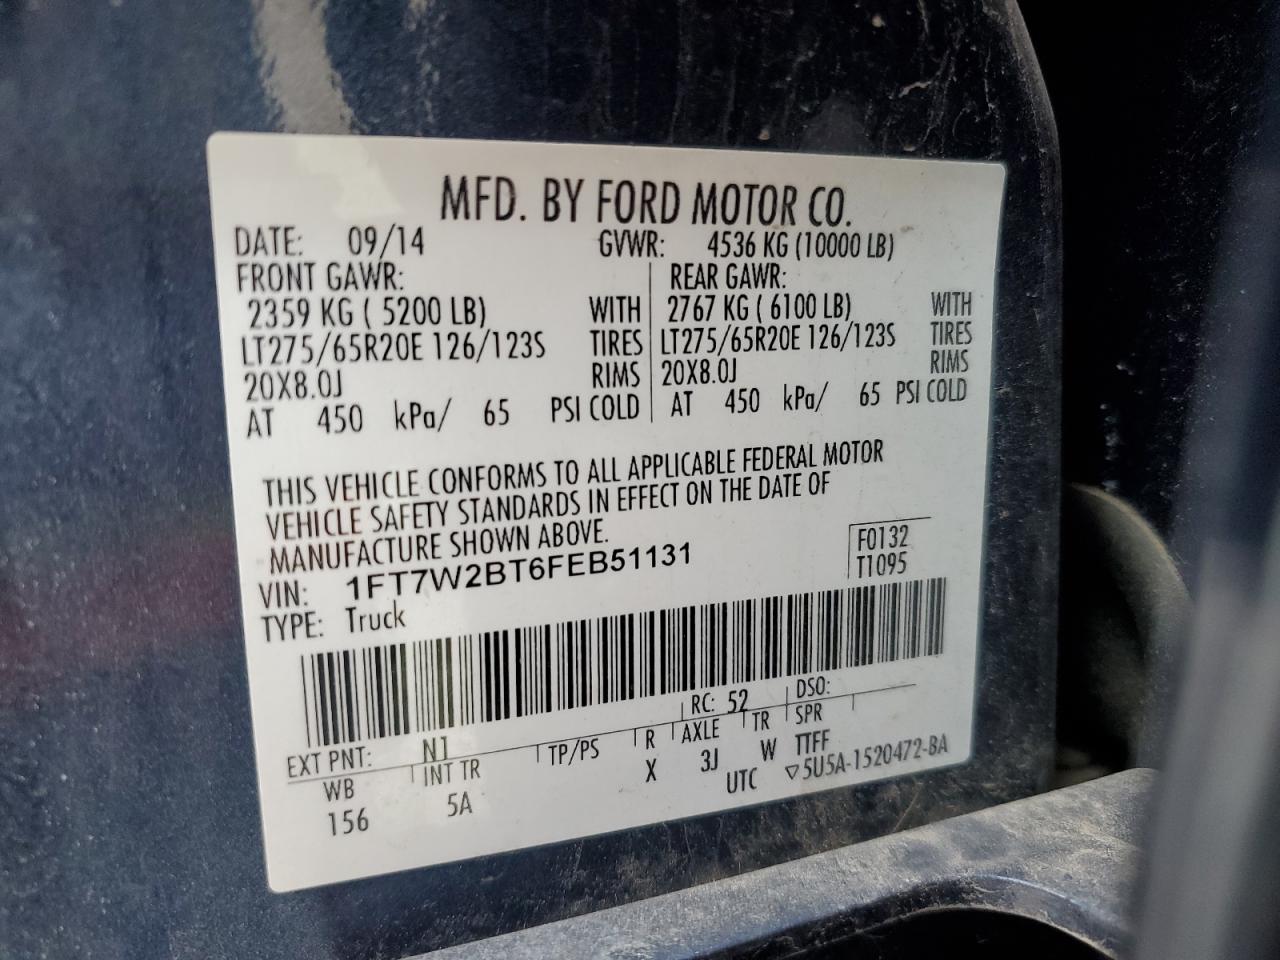 MFD. BY FORD MOTOR CO.
DATE: 09/14 GVWR: 4536 KG (10000 LB)
FRONT GAWR: REAR GAWR:
2359 KG ( 5200 LB) WITH 2767 KG ( 6100 LB) WITH
LT275/65R20E 126/123S TIRES LT275/65R20E 126/123S TIRES
20X8.0J RIMS 20X8.0J RIMS
AT 450 kPa/ 65 PSI COLD AT 450 kPa/ 65 PSI COLD
THIS VEHICLE CONFORMS TO ALL APPLICABLE FEDERAL MOTOR
VEHICLE SAFETY STANDARDS IN EFFECT ON THE DATE OF
MANUFACTURE SHOWN ABOVE.
VIN: 1FT7W2BT6FEB51131 F0132
TYPE: Truck T1095
EXT PNT: N1 RC: 52 DSO:
WB INT TR TP/PS R AXLE TR SPR
156 5A X 3J W TTFF
UTC ▽5U5A-1520472-BA